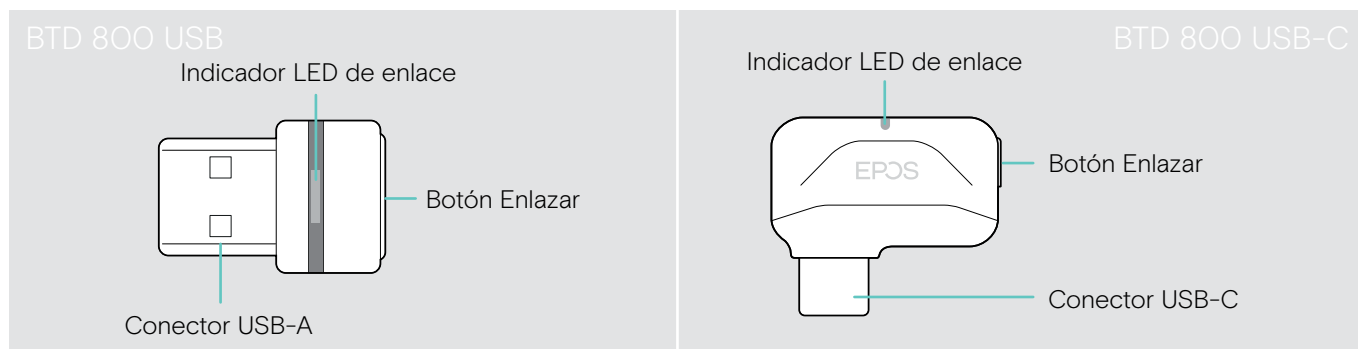 BTD 800 USB
Indicador LED de enlace
Botón Enlazar
Conector USB-A
BTD 800 USB-C
Indicador LED de enlace
EPOS
Botón Enlazar
Conector USB-C